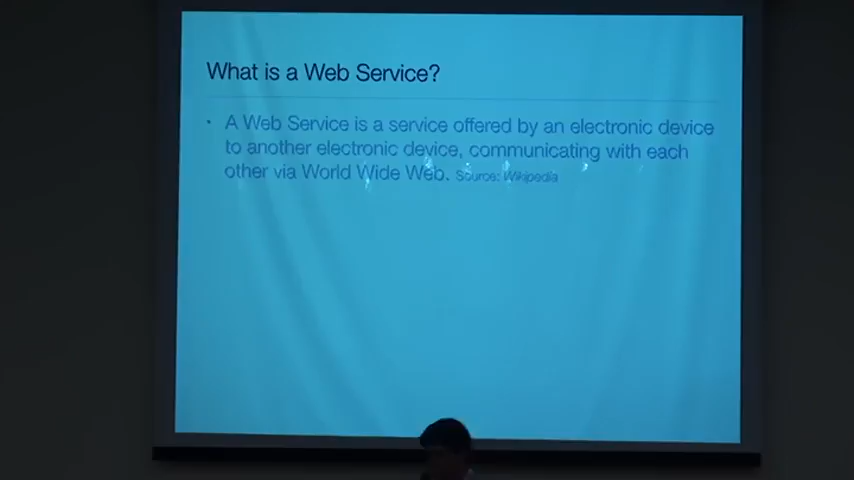 What is a Web Service?
• A Web Service is a service offered by an electronic device
to another electronic device, communicating with each
other via World Wide Web. Source: Wikipedia